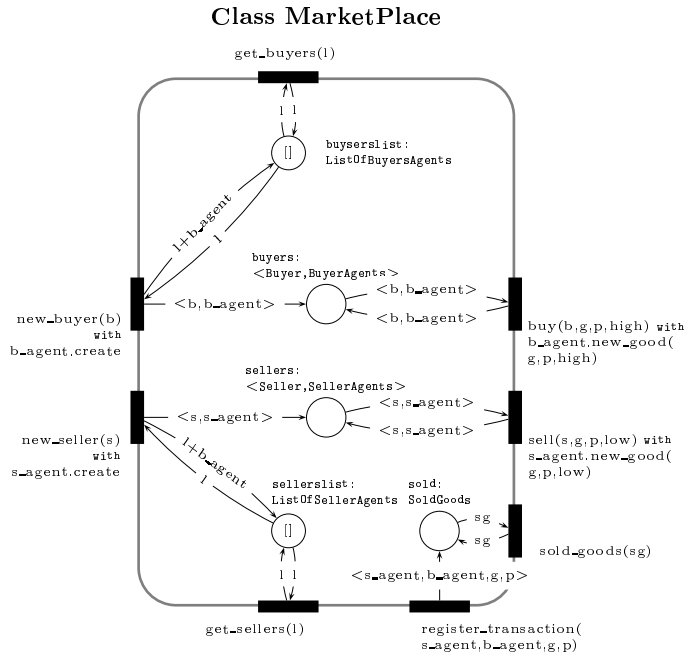 Class MarketPlace
get_buyers(l)
l l
[]
buyserslist:
ListOfBuyersAgents
l+b_agent
l
buyers:
<Buyer,BuyerAgents>
<b,b_agent>
<b,b_agent>
<b,b_agent>
new_buyer(b)
with
b_agent.create
buy(b,g,p,high) with
b_agent.new_good(
g,p,high)
sellers:
<Seller,SellerAgents>
<s,s_agent>
<s,s_agent>
<s,s_agent>
new_seller(s)
with
s_agent.create
sell(s,g,p,low) with
s_agent.new_good(
g,p,low)
l+b_agent
l
sellerslist:
ListOfSellerAgents
[]
sold:
SoldGoods
sg
sg
sold_goods(sg)
l l
<s_agent,b_agent,g,p>
get_sellers(l)
register_transaction(
s_agent,b_agent,g,p)